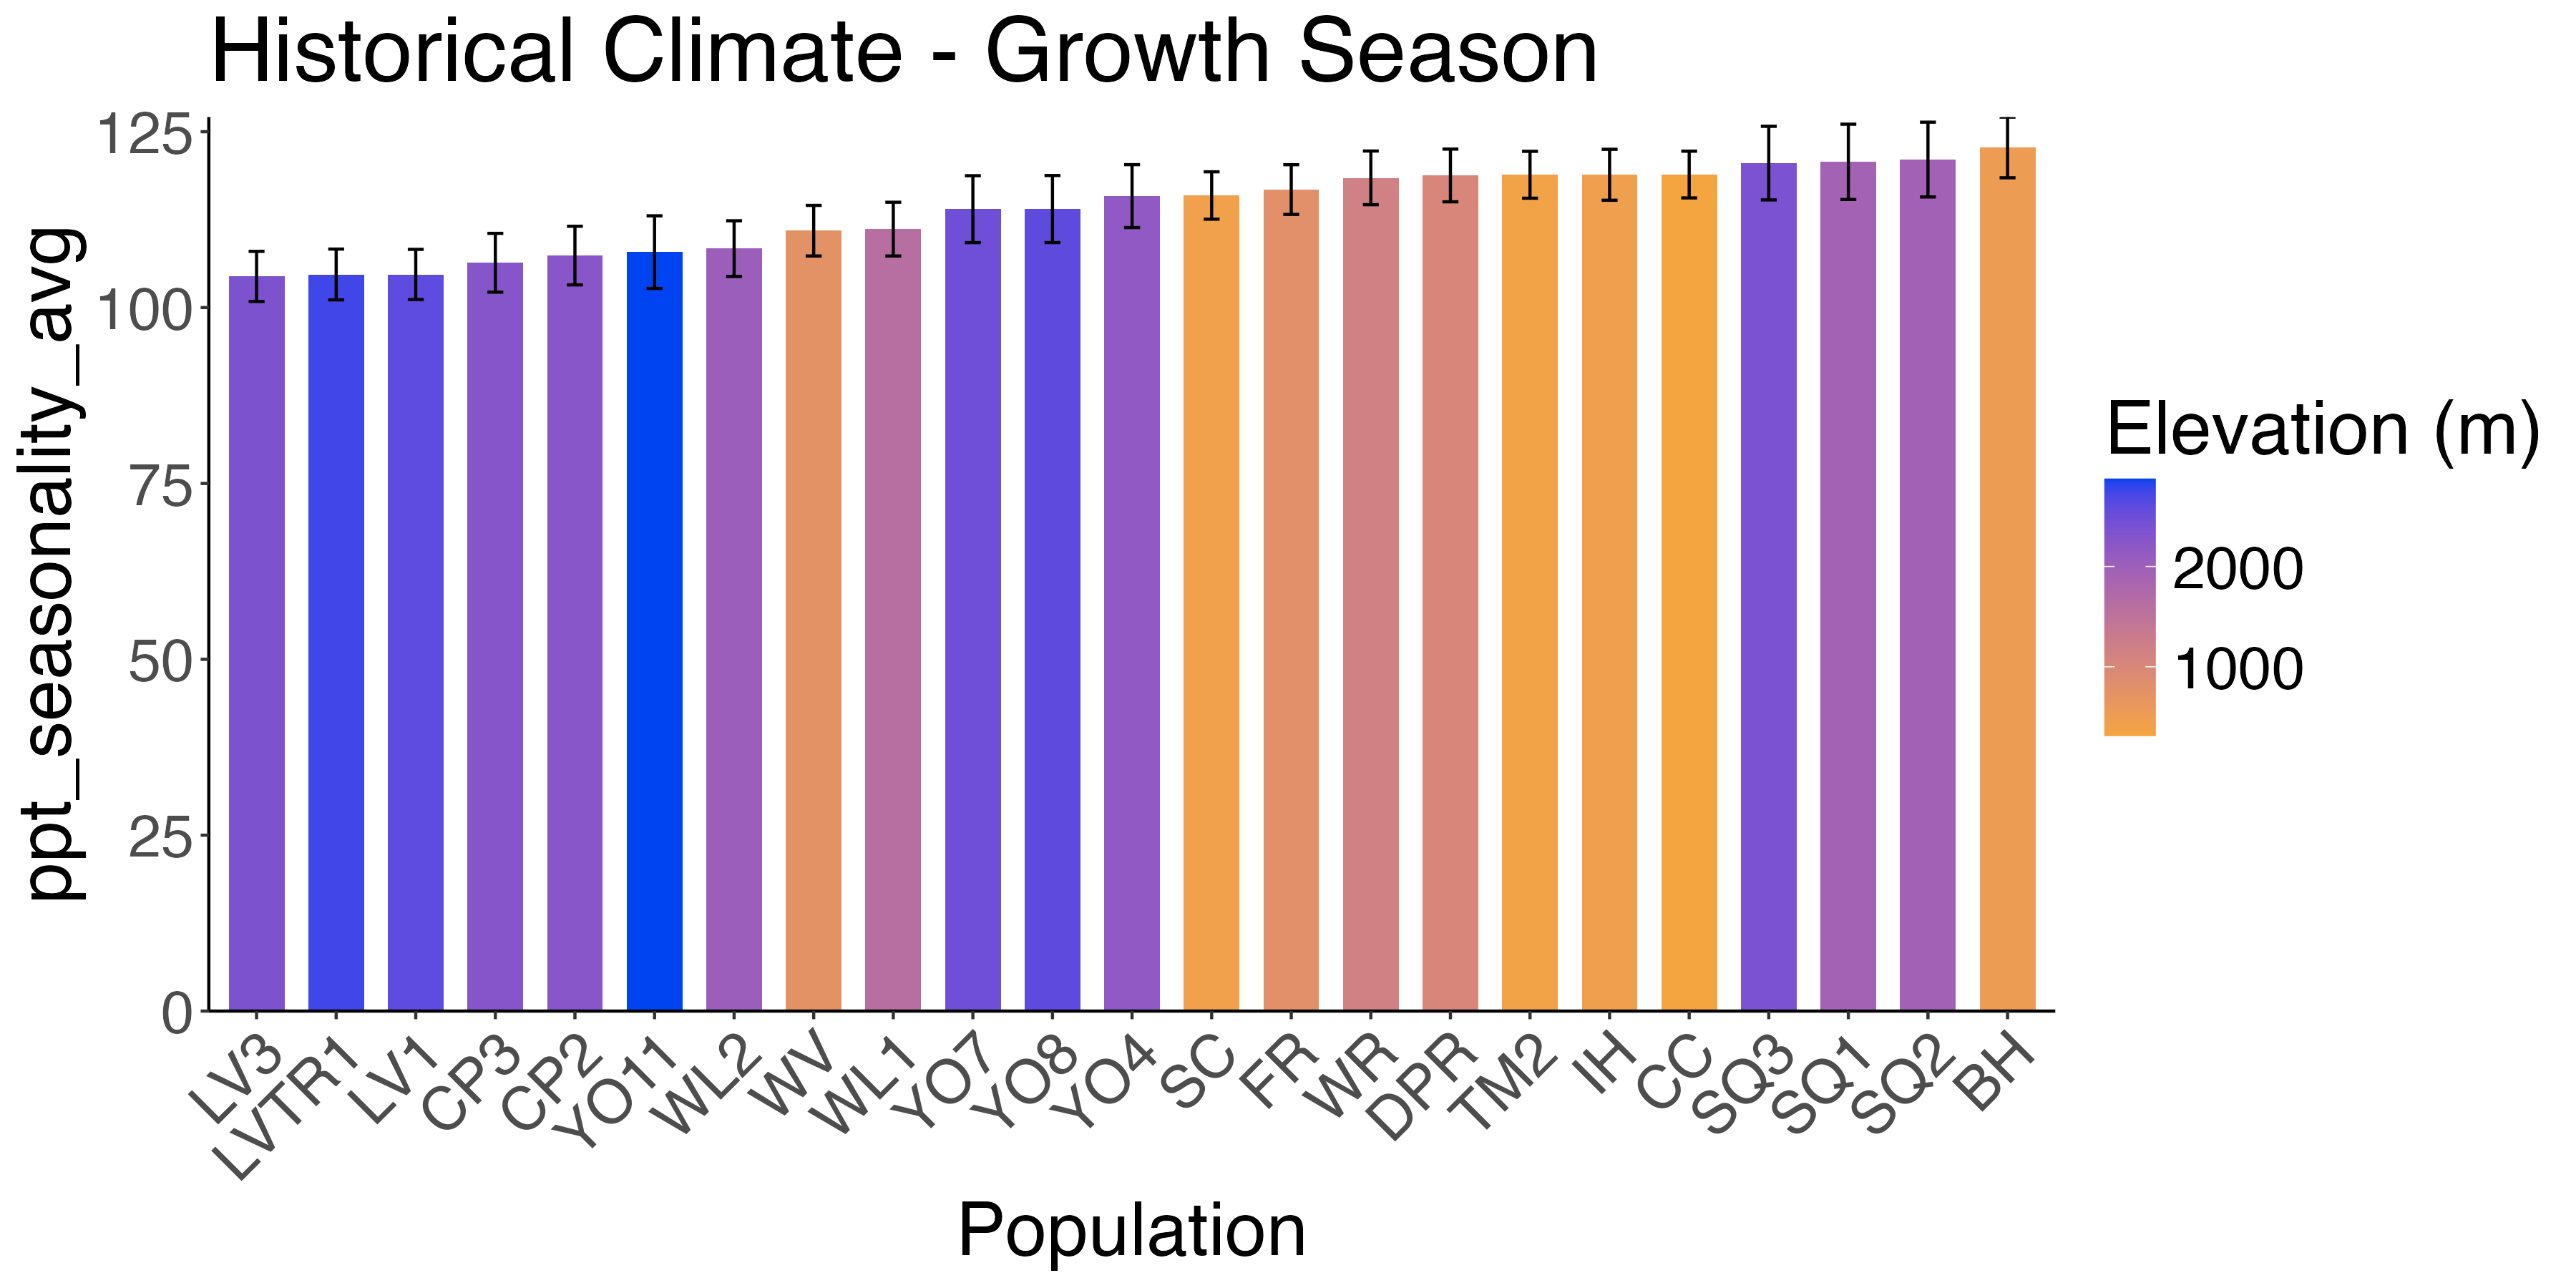 Historical Climate - Growth Season
ppt_seasonality_avg
125
100
75
50
25
0
LV3
LVTR1
LV1
CP3
CP2
YO11
WL2
WV
WL1
YO7
YO8
YO4
SC
FR
WR
DPR
TM2
IH
CC
SQ3
SQ1
SQ2
BH
Population
Elevation (m)
2000
1000